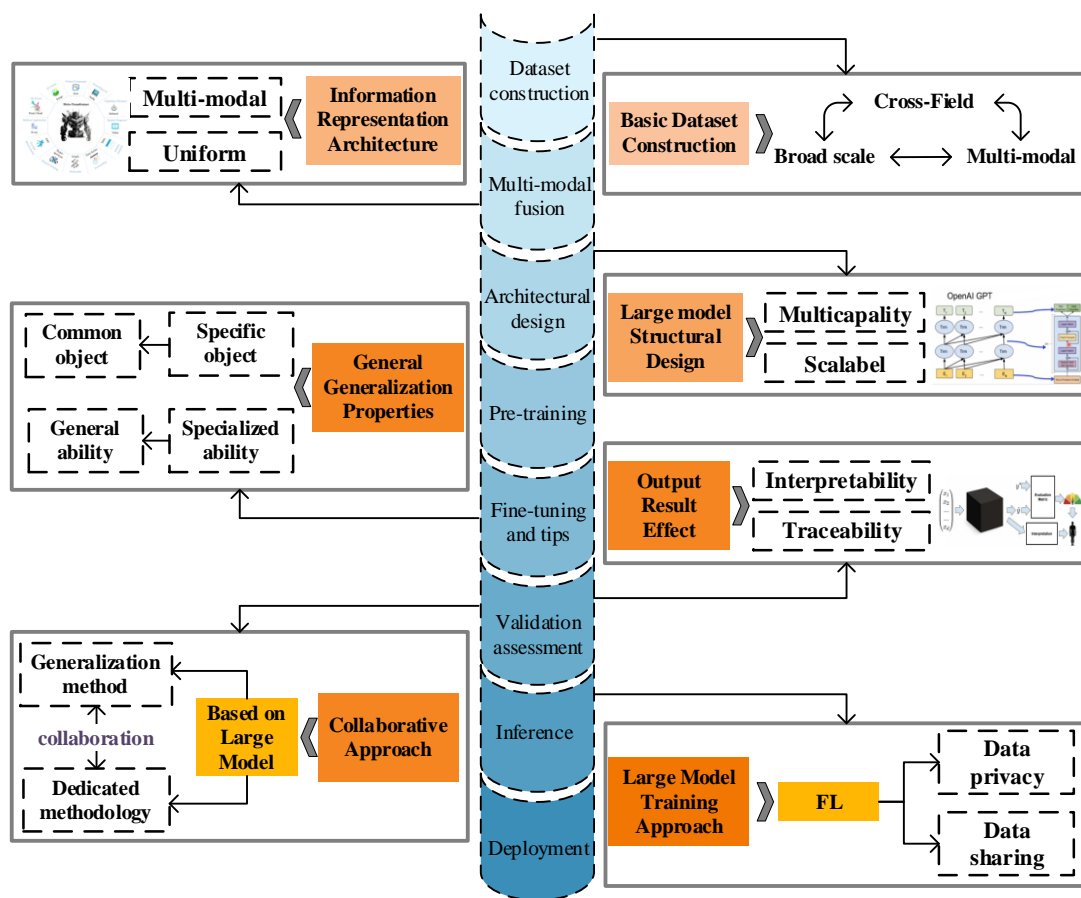 Dataset
construction
Multi-modal
fusion
Architectural
design
Pre-training
Fine-tuning
and tips
Validation
assessment
Inference
Deployment
Multi-modal
Uniform
Information
Representation
Architecture
Basic Dataset
Construction
Cross-Field
Broad scale
Multi-modal
Common
object
Specific
object
General
ability
Specialized
ability
General
Generalization
Properties
Large model
Structural
Design
Multicapality
Scalabel
OpenAI GPT
Output
Result
Effect
Interpretability
Traceability
Generalization
method
collaboration
Dedicated
methodology
Based on
Large
Model
Collaborative
Approach
Large Model
Training
Approach
FL
Data
privacy
Data
sharing